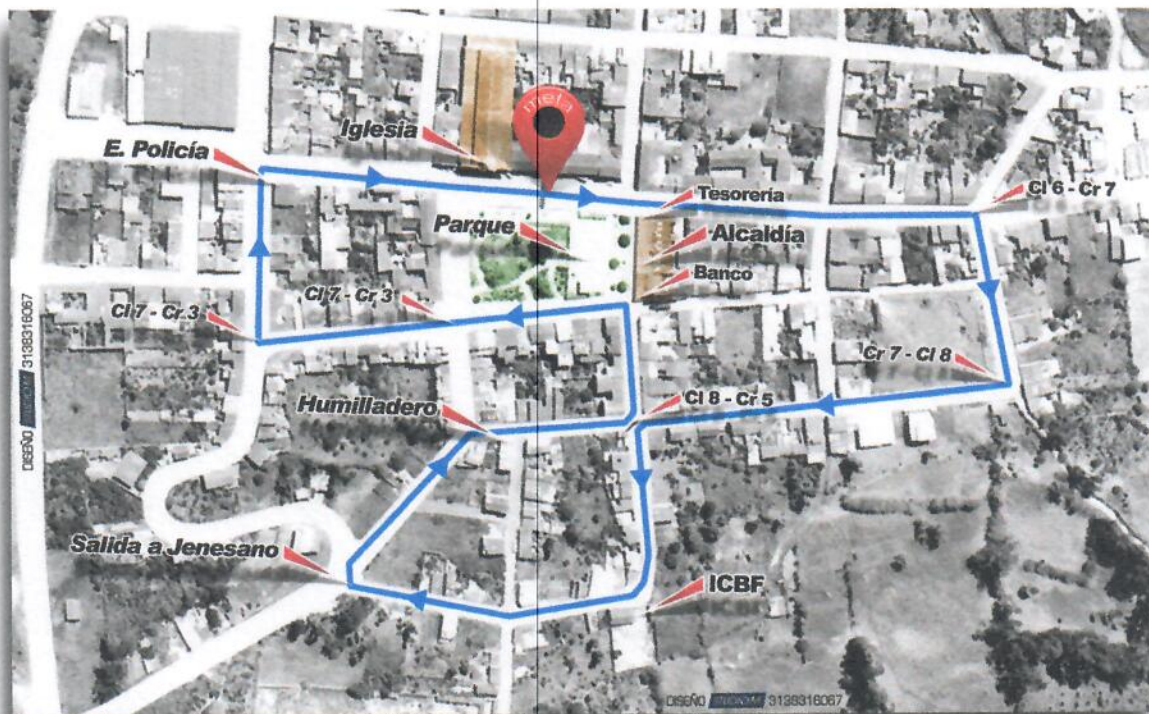 meta
Iglesia
E. Policía
Tesorería
Cl 6 - Cr 7
Parque
Alcaldía
Banco
Cl 7 - Cr 3
Cl 7 - Cr.3
Cr 7 - Cl 8
Cl 8 - Cr 5
Humilladero
Salida a Jenesano
ICBF
DISEÑO 3138316067
DISEÑO 3138316067